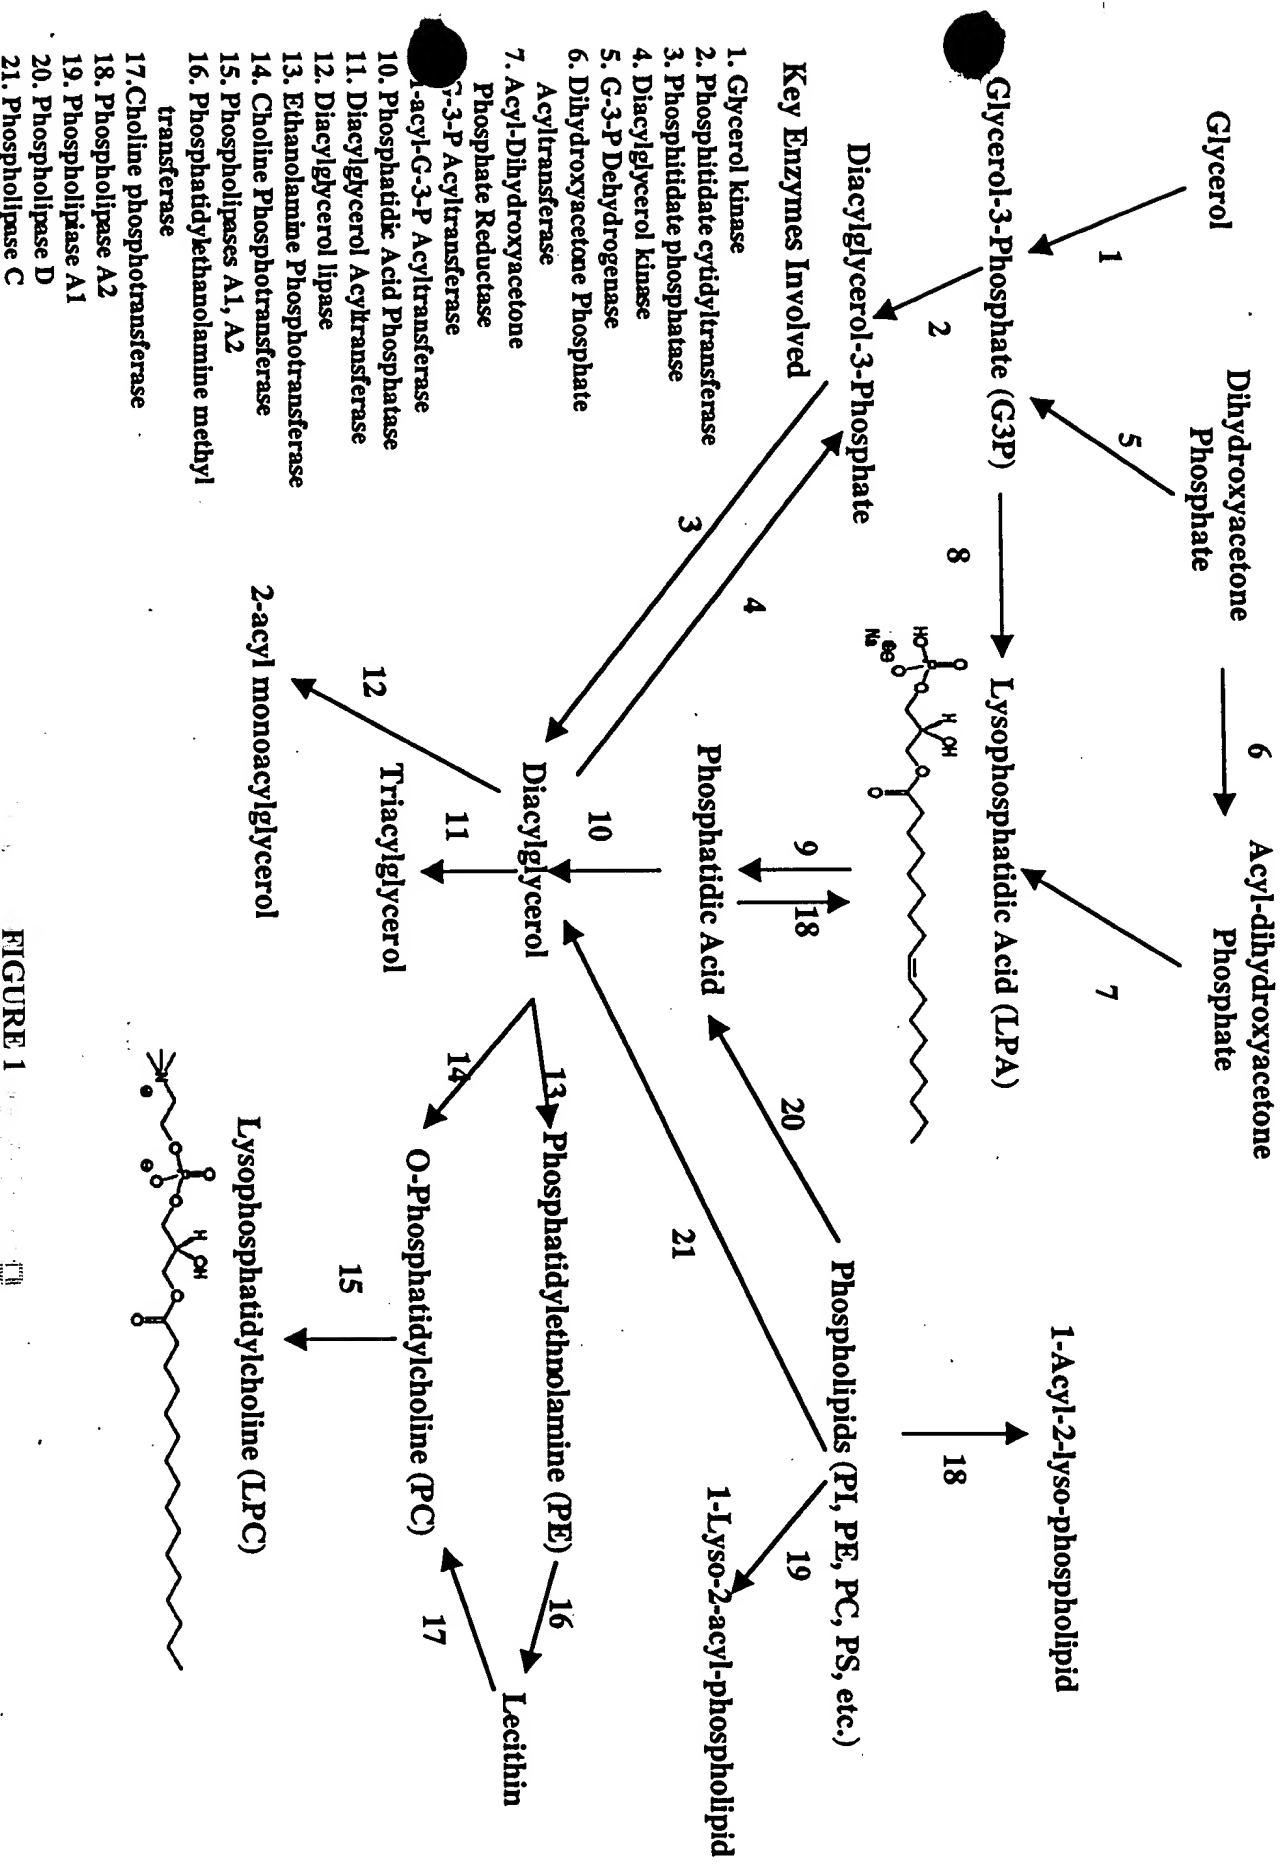 Glycerol
Dihydroxyacetone
Phosphate
6
Acyl-dihydroxyacetone
Phosphate
1
5
7
1-Acyl-2-lyso-phospholipid
Glycerol-3-Phosphate (G3P)
8
Lysophosphatidic Acid (LPA)
18
2
HO
O
P
O
O
Na
⊕⊖
H
OH
O
O
9
18
20
Phospholipids (PI, PE, PC, PS, etc.)
19
Diacylglycerol-3-Phosphate
4
3
Phosphatidic Acid
21
1-Lyso-2-acyl-phospholipid
10
Diacylglycerol
13
Phosphatidylethnolamine (PE)
16
Lecithin
14
17
11
12
Triacylglycerol
O-Phosphatidylcholine (PC)
15
2-acyl monoacylglycerol
Lysophosphatidylcholine (LPC)
N
⊕
O
P
O
O
⊖
O
H
OH
O
O
Key Enzymes Involved
1. Glycerol kinase
2. Phosphitidate cytidyltransferase
3. Phosphitidate phosphatase
4. Diacylglycerol kinase
5. G-3-P Dehydrogenase
6. Dihydroxyacetone Phosphate
Acyltransferase
7. Acyl-Dihydroxyacetone
Phosphate Reductase
-3-P Acyltransferase
1-acyl-G-3-P Acyltransferase
10. Phosphatidic Acid Phosphatase
11. Diacylglycerol Acyltransferase
12. Diacylglycerol lipase
13. Ethanolamine Phosphotransferase
14. Choline Phosphotransferase
15. Phospholipases A1, A2
16. Phosphatidylethanolamine methyl
transferase
17.Choline phosphotransferase
18. Phospholipase A2
19. Phospholipiase A1
20. Phospholipase D
21. Phospholipase C
FIGURE 1